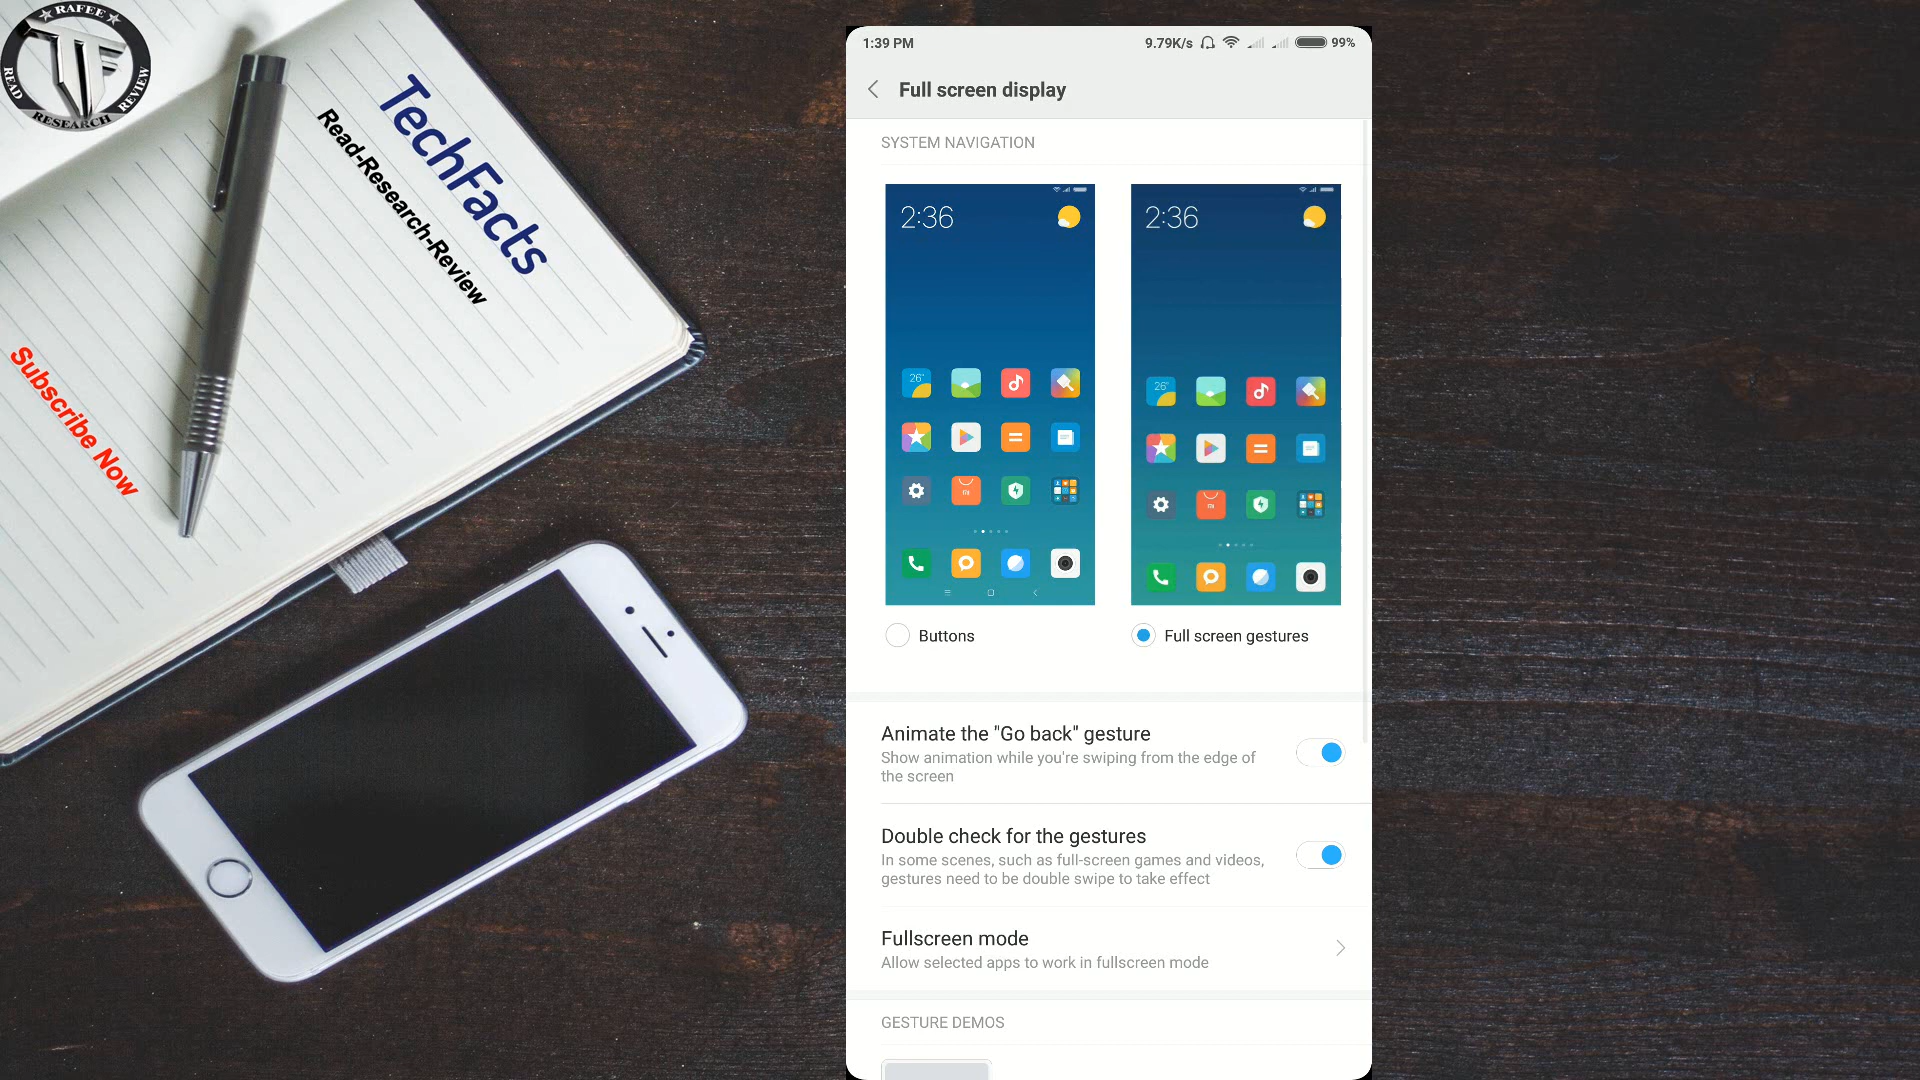 RAFEE
READ
RESEARCH
REVIEW
TechFacts
Read-Research-Review
Subscribe Now
1:39 PM
9.79K/s
99%
Full screen display
SYSTEM NAVIGATION
2:36
26°
2:36
26°
Buttons
Full screen gestures
Animate the "Go back" gesture
Show animation while you're swiping from the edge of
the screen
Double check for the gestures
In some scenes, such as full-screen games and videos,
gestures need to be double swipe to take effect
Fullscreen mode
Allow selected apps to work in fullscreen mode
GESTURE DEMOS